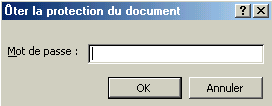 Ôter la protection du document
Mot de passe :
OK
Annuler